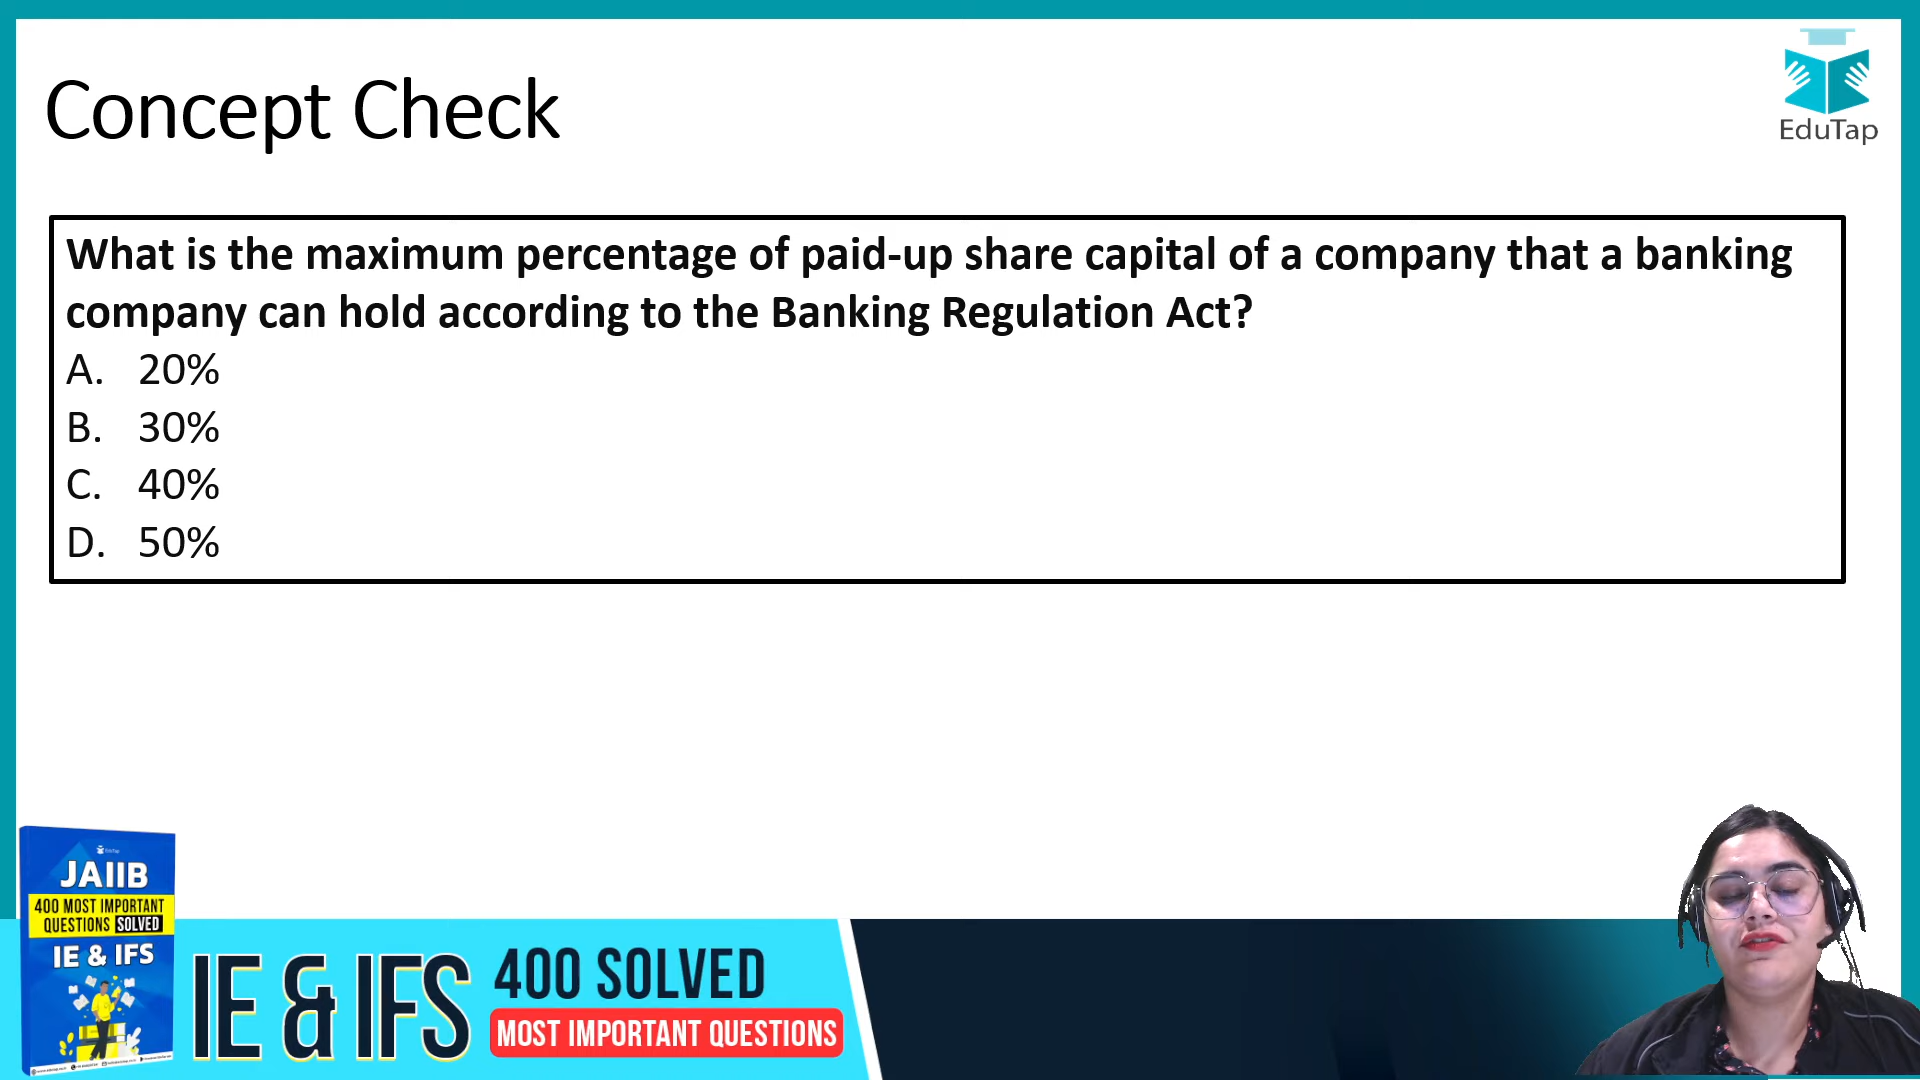 Concept Check
EduTap
What is the maximum percentage of paid-up share capital of a company that a banking
company can hold according to the Banking Regulation Act?
A. 20%
B. 30%
C. 40%
D. 50%
JAIIB
400 MOST IMPORTANT
QUESTIONS SOLVED
IE & IFS
IE & IFS
400 SOLVED
MOST IMPORTANT QUESTIONS